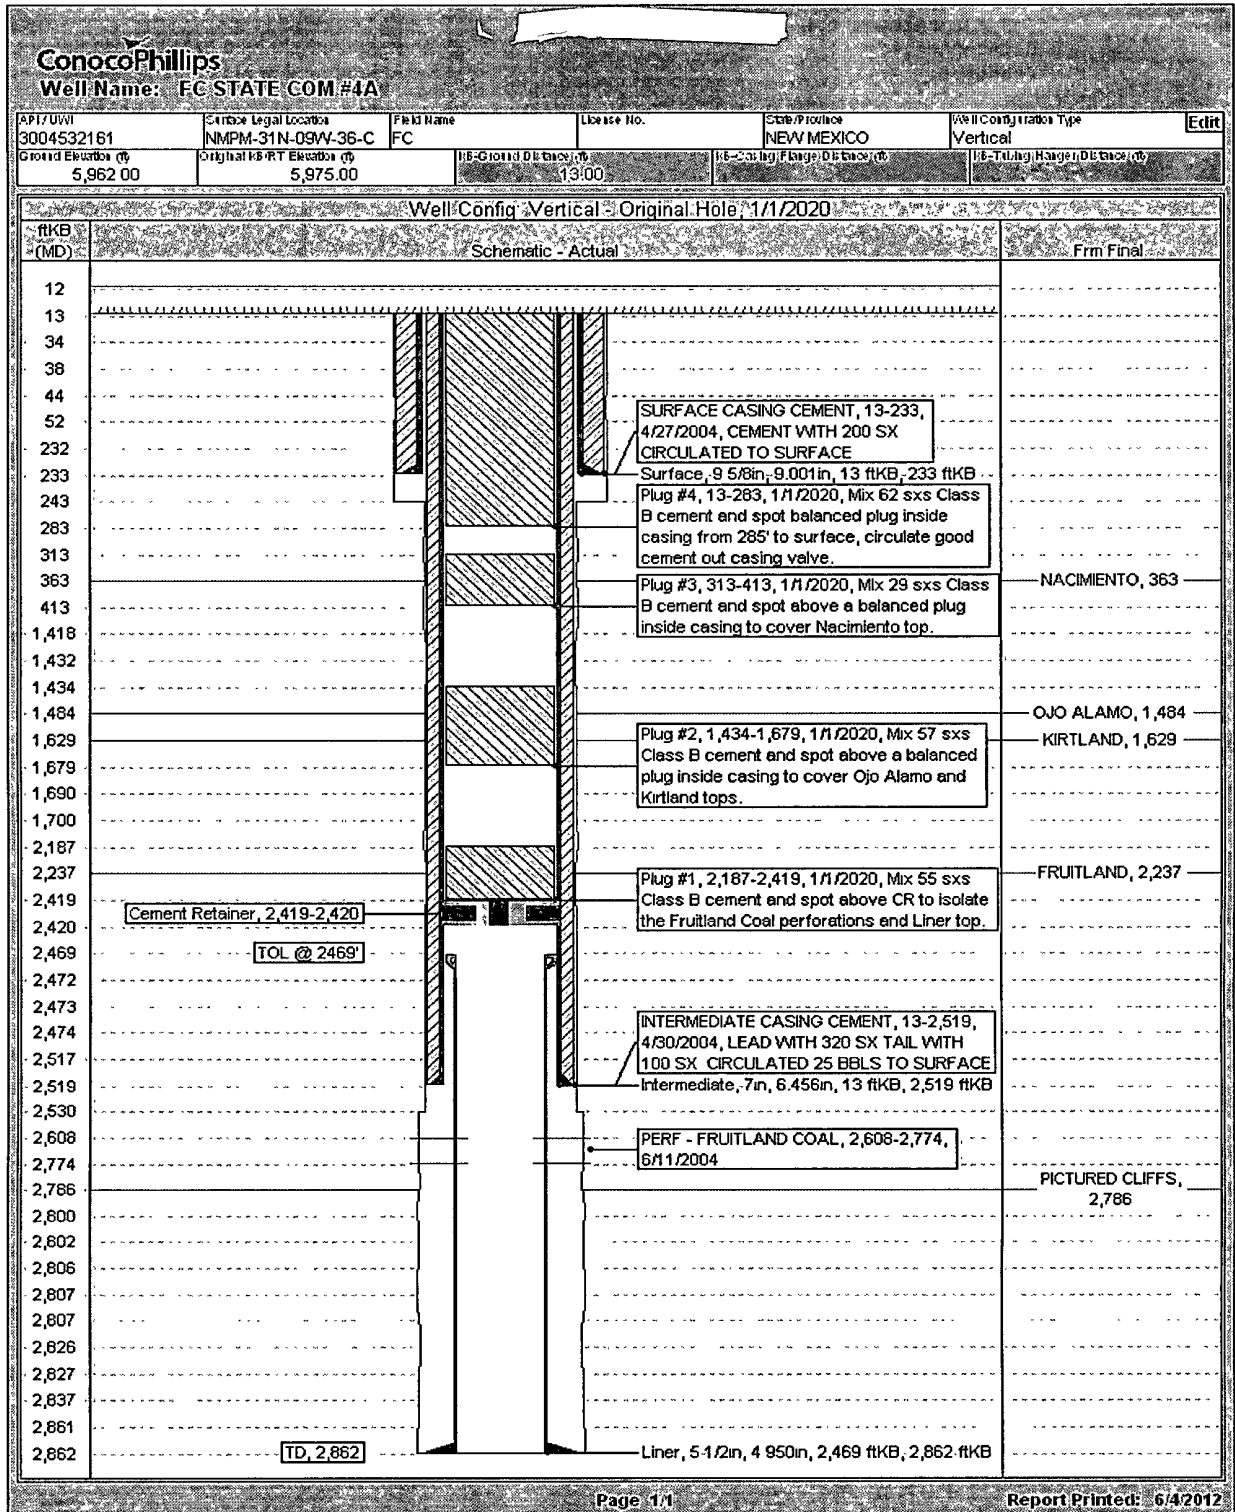 ConocoPhillips
Well Name: FC STATE COM #4A
API / UWI
3004532161
Surface Legal Location
NMPM-31N-09W-36-C
Field Name
FC
License No.
State/Province
NEW MEXICO
Well Configuration Type
Vertical
Edit
Ground Elevation (ft)
5,962 00
Original KB/RT Elevation (ft)
5,975.00
KB-Ground Distance (ft)
13.00
KB-Casing Flange Distance (ft)
KB-Tubing Hanger Distance (ft)
Well Config: Vertical - Original Hole, 1/1/2020
ftKB
(MD)
Schematic - Actual
Frm Final
12
13
34
38
44
52
232
233
243
283
313
363
413
1,418
1,432
1,434
1,484
1,629
1,679
1,690
1,700
2,187
2,237
2,419
2,420
2,469
2,472
2,473
2,474
2,517
2,519
2,530
2,608
2,774
2,786
2,800
2,802
2,806
2,807
2,807
2,826
2,827
2,837
2,861
2,862
Cement Retainer, 2,419-2,420
TOL @ 2469'
TD, 2,862
SURFACE CASING CEMENT, 13-233,
4/27/2004, CEMENT WITH 200 SX
CIRCULATED TO SURFACE
Surface, 9 5/8in, 9.001in, 13 ftKB, 233 ftKB
Plug #4, 13-283, 1/1/2020, Mix 62 sxs Class
B cement and spot balanced plug inside
casing from 285' to surface, circulate good
cement out casing valve.
Plug #3, 313-413, 1/1/2020, Mix 29 sxs Class
B cement and spot above a balanced plug
inside casing to cover Nacimiento top.
Plug #2, 1,434-1,679, 1/1/2020, Mix 57 sxs
Class B cement and spot above a balanced
plug inside casing to cover Ojo Alamo and
Kirtland tops.
Plug #1, 2,187-2,419, 1/1/2020, Mix 55 sxs
Class B cement and spot above CR to isolate
the Fruitland Coal perforations and Liner top.
INTERMEDIATE CASING CEMENT, 13-2,519,
4/30/2004, LEAD WITH 320 SX TAIL WITH
100 SX CIRCULATED 25 BBLS TO SURFACE
Intermediate, 7in, 6.456in, 13 ftKB, 2,519 ftKB
PERF - FRUITLAND COAL, 2,608-2,774,
6/11/2004
Liner, 5-1/2in, 4 950in, 2,469 ftKB, 2,862 ftKB
NACIMIENTO, 363
OJO ALAMO, 1,484
KIRTLAND, 1,629
FRUITLAND, 2,237
PICTURED CLIFFS,
2,786
Page 1/1
Report Printed: 6/4/2012